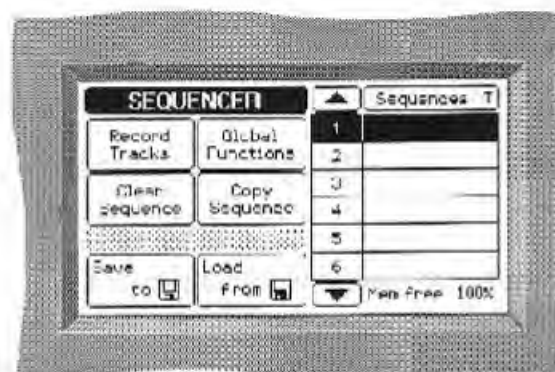 SEQUENCER
Sequences T
Record
Tracks
Global
Functions
Clear
Sequence
Copy
Sequence
Save
to
Load
from
1
2
3
4
5
6
Mem free 100%